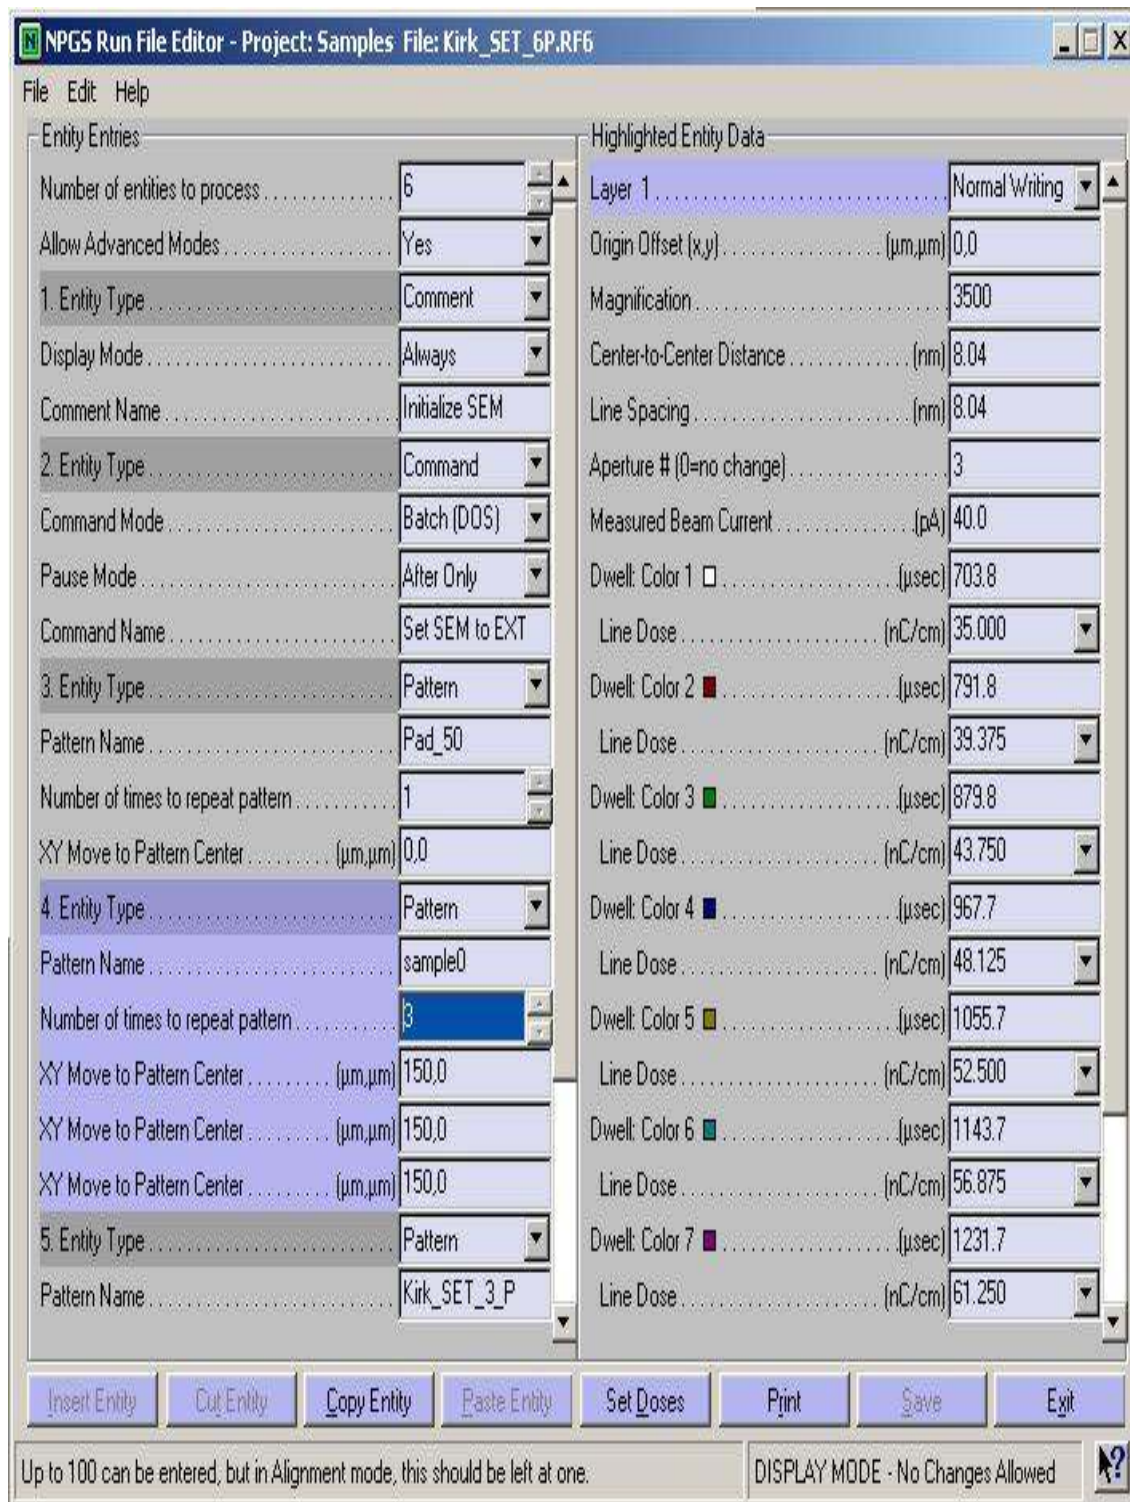 NPGS Run File Editor - Project: Samples File: Kirk_SET_6P.RF6
File Edit Help
Entity Entries
Number of entities to process 6
Allow Advanced Modes Yes
1. Entity Type Comment
Display Mode Always
Comment Name Initialize SEM
2. Entity Type Command
Command Mode Batch (DOS)
Pause Mode After Only
Command Name Set SEM to EXT
3. Entity Type Pattern
Pattern Name Pad_50
Number of times to repeat pattern 1
XY Move to Pattern Center (µm,µm) 0,0
4. Entity Type Pattern
Pattern Name sample0
Number of times to repeat pattern 3
XY Move to Pattern Center (µm,µm) 150,0
XY Move to Pattern Center (µm,µm) 150,0
XY Move to Pattern Center (µm,µm) 150,0
5. Entity Type Pattern
Pattern Name Kirk_SET_3_P
Highlighted Entity Data
Layer 1 Normal Writing
Origin Offset (x,y) (µm,µm) 0,0
Magnification 3500
Center-to-Center Distance (nm) 8.04
Line Spacing (nm) 8.04
Aperture # (0=no change) 3
Measured Beam Current (pA) 40.0
Dwell: Color 1 (µsec) 703.8
Line Dose (nC/cm) 35.000
Dwell: Color 2 (µsec) 791.8
Line Dose (nC/cm) 39.375
Dwell: Color 3 (µsec) 879.8
Line Dose (nC/cm) 43.750
Dwell: Color 4 (µsec) 967.7
Line Dose (nC/cm) 48.125
Dwell: Color 5 (µsec) 1055.7
Line Dose (nC/cm) 52.500
Dwell: Color 6 (µsec) 1143.7
Line Dose (nC/cm) 56.875
Dwell: Color 7 (µsec) 1231.7
Line Dose (nC/cm) 61.250
Insert Entity Cut Entity Copy Entity Paste Entity Set Doses Print Save Exit
Up to 100 can be entered, but in Alignment mode, this should be left at one. DISPLAY MODE - No Changes Allowed